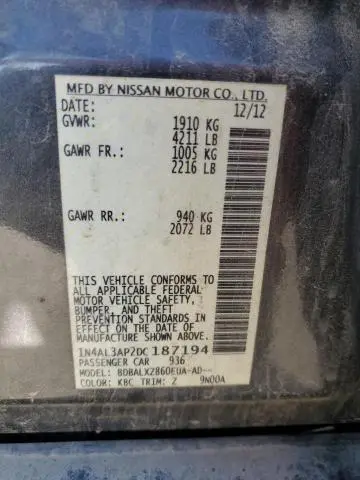 MFD BY NISSAN MOTOR CO., LTD.
DATE: 12/12
GVWR: 1910 KG
4211 LB
GAWR FR.: 1005 KG
2216 LB
GAWR RR.: 940 KG
2072 LB
THIS VEHICLE CONFORMS TO
ALL APPLICABLE FEDERAL
MOTOR VEHICLE SAFETY,
BUMPER, AND THEFT
PREVENTION STANDARDS IN
EFFECT ON THE DATE OF
MANUFACTURE SHOWN ABOVE.
1N4AL3AP2DC187194
PASSENGER CAR 936
MODEL: BDBALXZ860EUA-AD--
COLOR: KBC TRIM: Z 9N00A